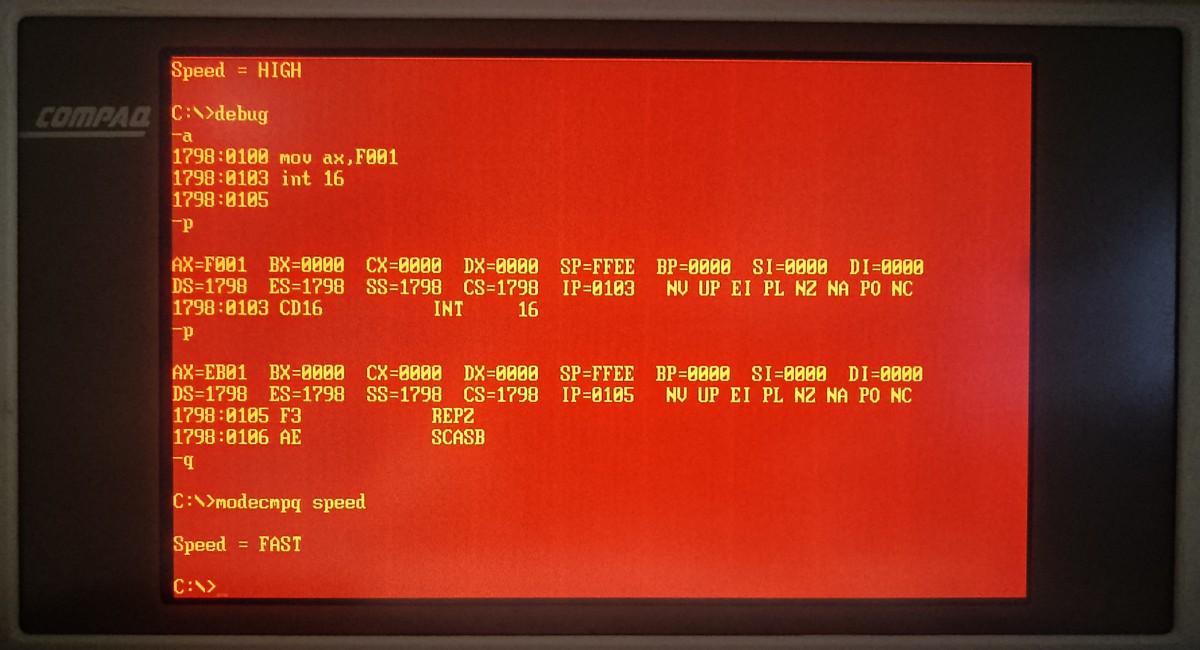 COMPAQ
Speed = HIGH
C:\>debug
-a
1798:0100 mov ax,F001
1798:0103 int 16
1798:0105
-p
AX=F001  BX=0000  CX=0000  DX=0000  SP=FFEE  BP=0000  SI=0000  DI=0000
DS=1798  ES=1798  SS=1798  CS=1798  IP=0103   NV UP EI PL NZ NA PO NC
1798:0103 CD16          INT     16
-p
AX=EB01  BX=0000  CX=0000  DX=0000  SP=FFEE  BP=0000  SI=0000  DI=0000
DS=1798  ES=1798  SS=1798  CS=1798  IP=0105   NV UP EI PL NZ NA PO NC
1798:0105 F3            REPZ
1798:0106 AE            SCASB
-q
C:\>modecmpq speed
Speed = FAST
C:\>_